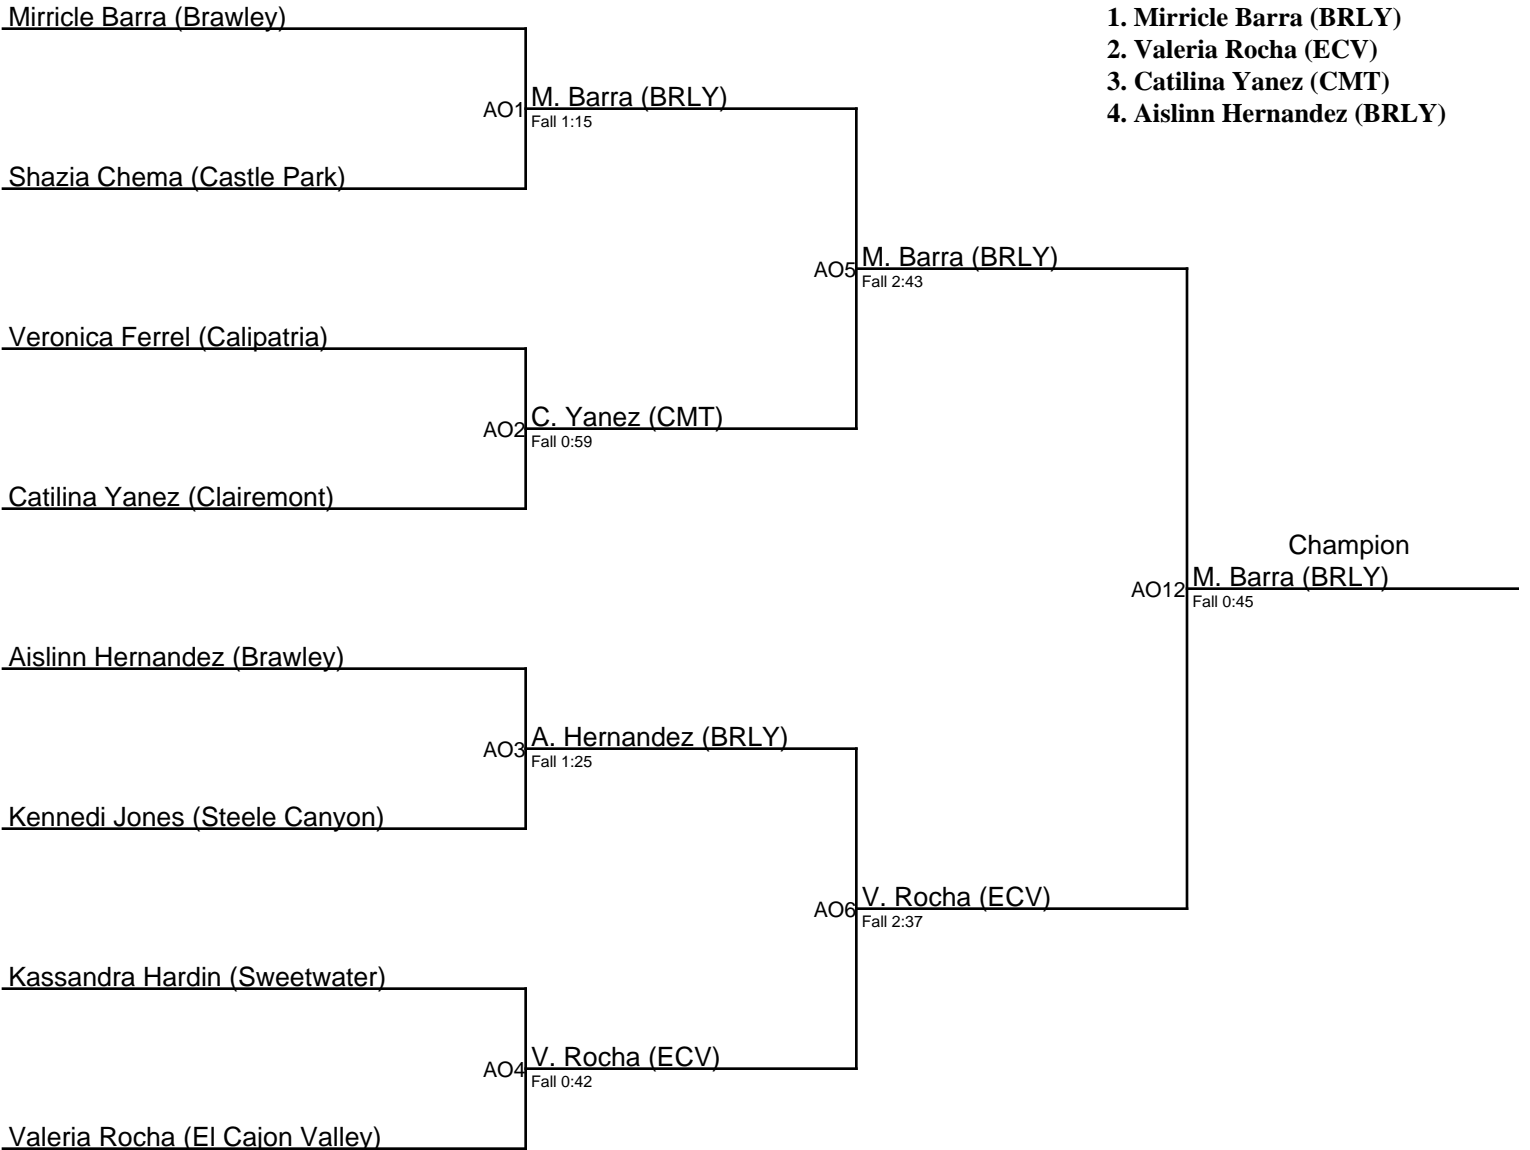 Mirricle Barra (Brawley)
1. Mirricle Barra (BRLY)
2. Valeria Rocha (ECV)
3. Catilina Yanez (CMT)
4. Aislinn Hernandez (BRLY)
AO1
M. Barra (BRLY)
Fall 1:15
Shazia Chema (Castle Park)
AO5
M. Barra (BRLY)
Fall 2:43
Veronica Ferrel (Calipatria)
AO2
C. Yanez (CMT)
Fall 0:59
Catilina Yanez (Clairemont)
Champion
AO12
M. Barra (BRLY)
Fall 0:45
Aislinn Hernandez (Brawley)
AO3
A. Hernandez (BRLY)
Fall 1:25
Kennedi Jones (Steele Canyon)
AO6
V. Rocha (ECV)
Fall 2:37
Kassandra Hardin (Sweetwater)
AO4
V. Rocha (ECV)
Fall 0:42
Valeria Rocha (El Cajon Valley)